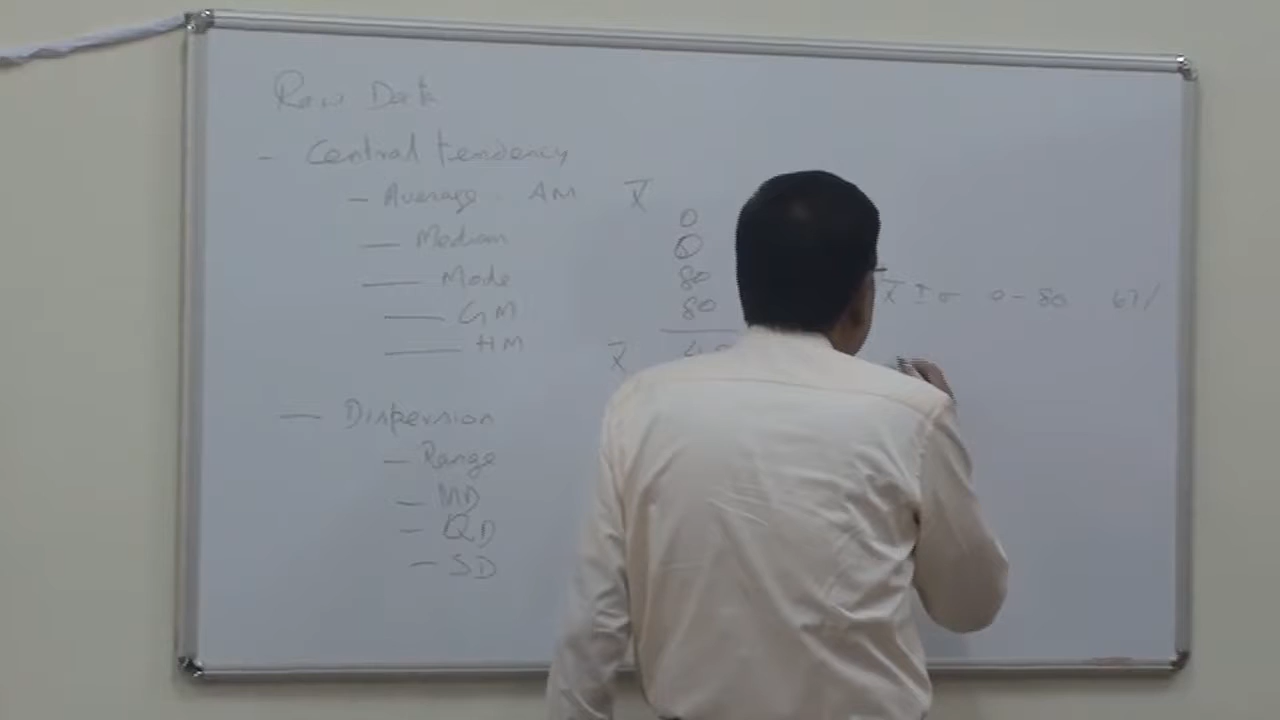 Raw Data
- Central tendency
- Average AM X̅
— Median
— Mode
— GM
— HM
0
0
80
80
X̅ 40
X̅ ± σ 0 - 80 67%
— Dispersion
- Range
- MD
- QD
- SD